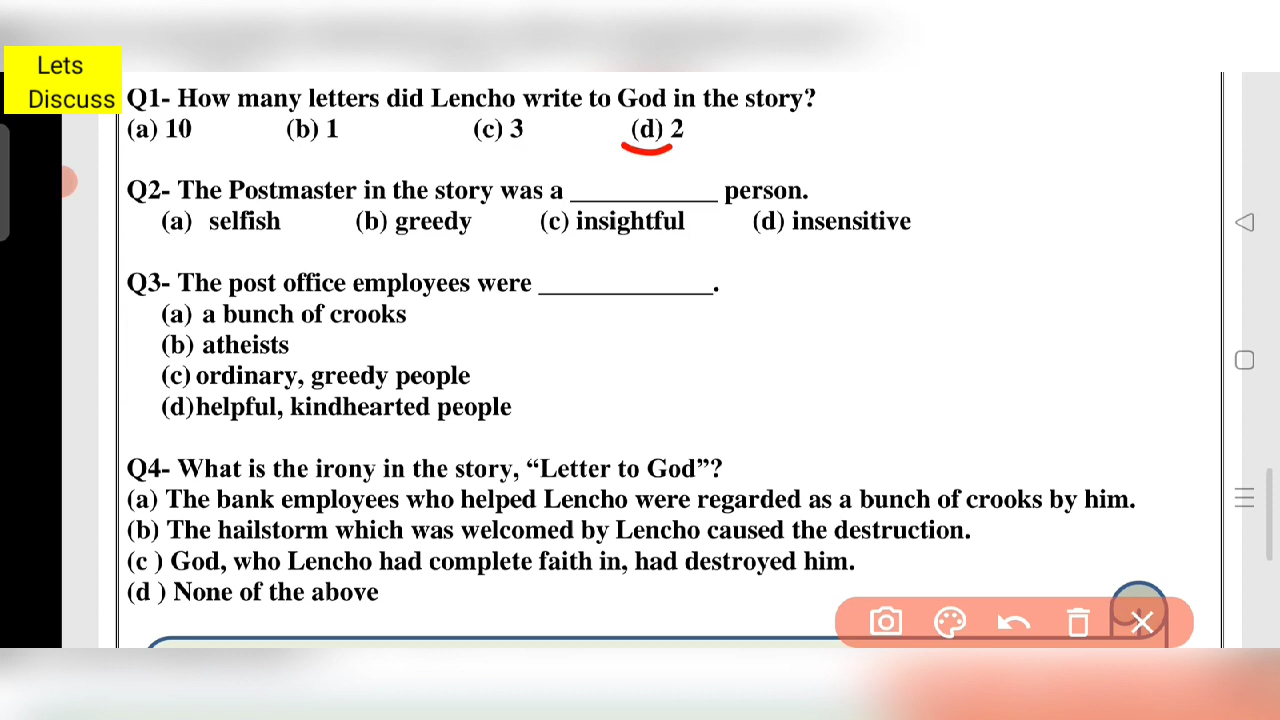 Lets
Discuss
Q1- How many letters did Lencho write to God in the story?
(a) 10 (b) 1 (c) 3 (d) 2
Q2- The Postmaster in the story was a _____________ person.
(a) selfish (b) greedy (c) insightful (d) insensitive
Q3- The post office employees were _______________.
(a) a bunch of crooks
(b) atheists
(c) ordinary, greedy people
(d)helpful, kindhearted people
Q4- What is the irony in the story, “Letter to God”?
(a) The bank employees who helped Lencho were regarded as a bunch of crooks by him.
(b) The hailstorm which was welcomed by Lencho caused the destruction.
(c ) God, who Lencho had complete faith in, had destroyed him.
(d ) None of the above